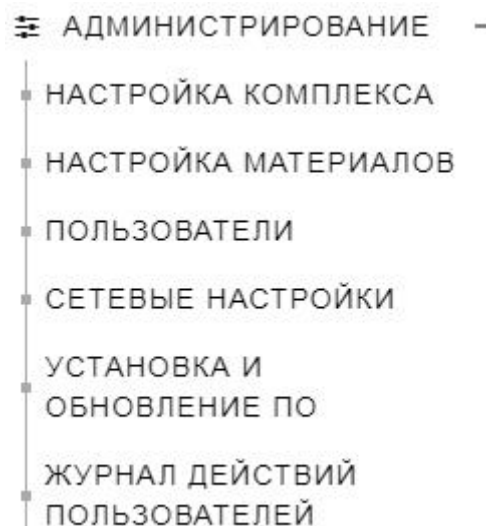 АДМИНИСТРИРОВАНИЕ
НАСТРОЙКА КОМПЛЕКСА
НАСТРОЙКА МАТЕРИАЛОВ
ПОЛЬЗОВАТЕЛИ
СЕТЕВЫЕ НАСТРОЙКИ
УСТАНОВКА И
ОБНОВЛЕНИЕ ПО
ЖУРНАЛ ДЕЙСТВИЙ
ПОЛЬЗОВАТЕЛЕЙ